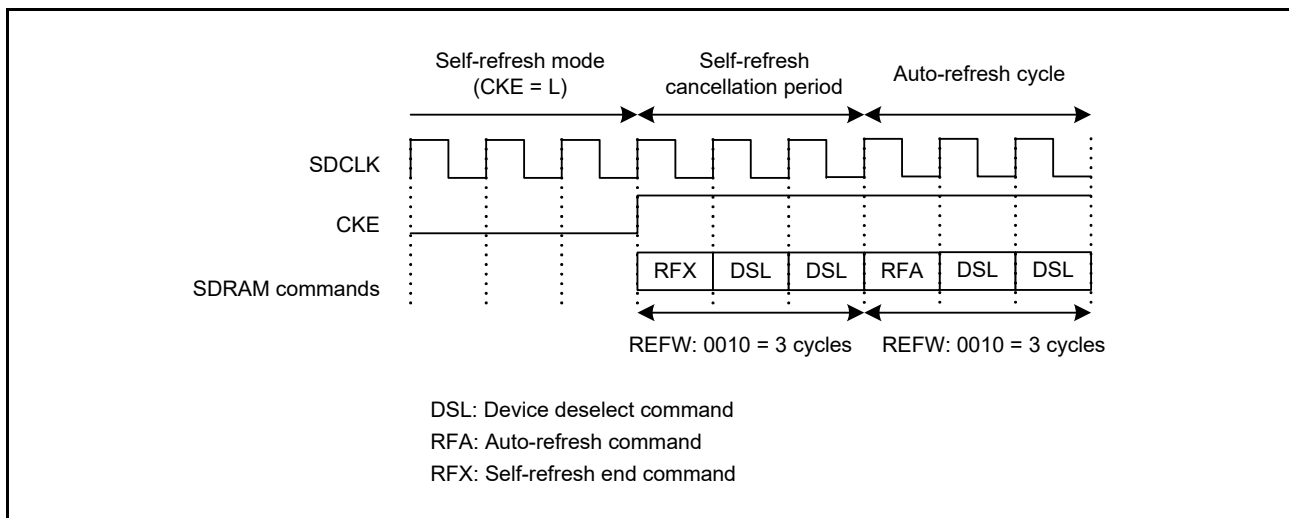 Self-refresh mode
(CKE = L)
Self-refresh
cancellation period
Auto-refresh cycle
SDCLK
CKE
SDRAM commands
RFX DSL DSL RFA DSL DSL
REFW: 0010 = 3 cycles REFW: 0010 = 3 cycles
DSL: Device deselect command
RFA: Auto-refresh command
RFX: Self-refresh end command